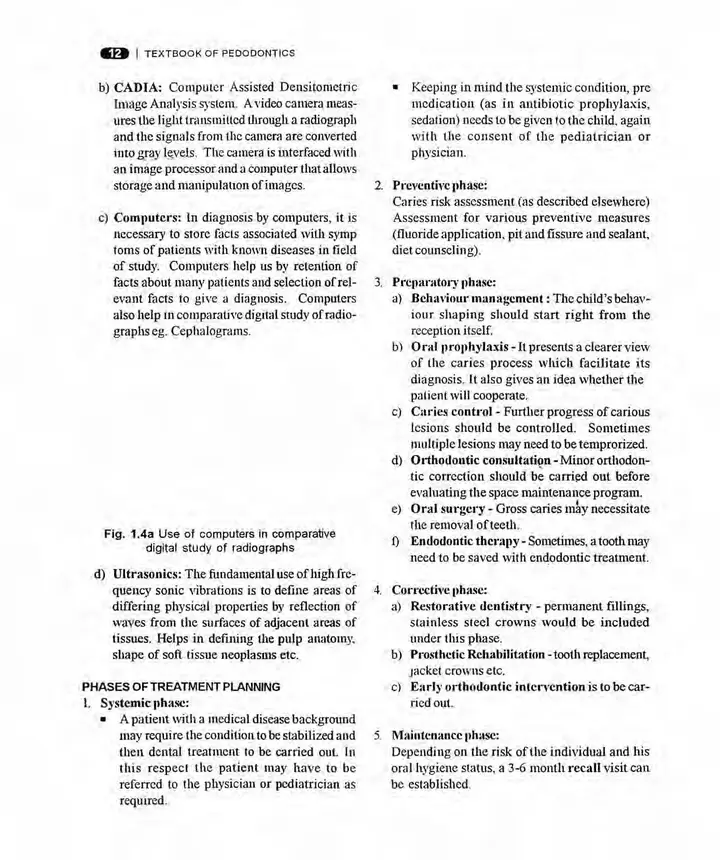 12 | TEXTBOOK OF PEDODONTICS
b) CADIA: Computer Assisted Densitometric
Image Analysis system. A video camera meas-
ures the light transmitted through a radiograph
and the signals from the camera are converted
into gray levels. The camera is interfaced with
an image processor and a computer that allows
storage and manipulation of images.
c) Computers: In diagnosis by computers, it is
necessary to store facts associated with symp
toms of patients with known diseases in field
of study. Computers help us by retention of
facts about many patients and selection of rel-
evant facts to give a diagnosis. Computers
also help in comparative digital study of radio-
graphs eg. Cephalograms.
Fig. 1.4a Use of computers in comparative
digital study of radiographs
d) Ultrasonics: The fundamental use of high fre-
quency sonic vibrations is to define areas of
differing physical properties by reflection of
waves from the surfaces of adjacent areas of
tissues. Helps in defining the pulp anatomy,
shape of soft tissue neoplasms etc.
PHASES OF TREATMENT PLANNING
1. Systemic phase:
▪ A patient with a medical disease background
may require the condition to be stabilized and
then dental treatment to be carried out. In
this respect the patient may have to be
referred to the physician or pediatrician as
required.
▪ Keeping in mind the systemic condition, pre
medication (as in antibiotic prophylaxis,
sedation) needs to be given to the child, again
with the consent of the pediatrician or
physician.
2. Preventive phase:
Caries risk assessment (as described elsewhere)
Assessment for various preventive measures
(fluoride application, pit and fissure and sealant,
diet counseling).
3. Preparatory phase:
a) Behaviour management : The child's behav-
iour shaping should start right from the
reception itself.
b) Oral prophylaxis - It presents a clearer view
of the caries process which facilitate its
diagnosis. It also gives an idea whether the
patient will cooperate.
c) Caries control - Further progress of carious
lesions should be controlled. Sometimes
multiple lesions may need to be temprorized.
d) Orthodontic consultation - Minor orthodon-
tic correction should be carried out before
evaluating the space maintenance program.
e) Oral surgery - Gross caries may necessitate
the removal of teeth.
f) Endodontic therapy - Sometimes, a tooth may
need to be saved with endodontic treatment.
4. Corrective phase:
a) Restorative dentistry - permanent fillings,
stainless steel crowns would be included
under this phase.
b) Prosthetic Rehabilitation - tooth replacement,
jacket crowns etc.
c) Early orthodontic intervention is to be car-
ried out.
5. Maintenance phase:
Depending on the risk of the individual and his
oral hygiene status, a 3-6 month recall visit can
be established.